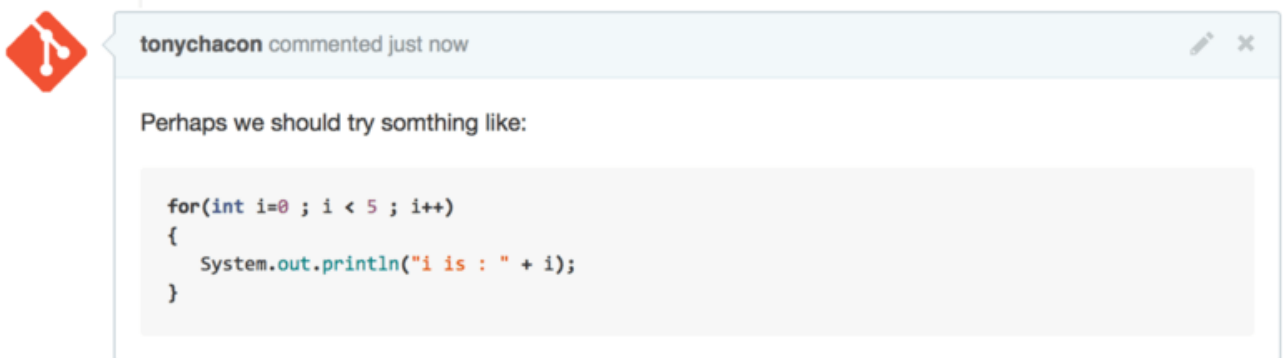 tonychacon commented just now
Perhaps we should try somthing like:
for(int i=0 ; i < 5 ; i++)
{
   System.out.println("i is : " + i);
}